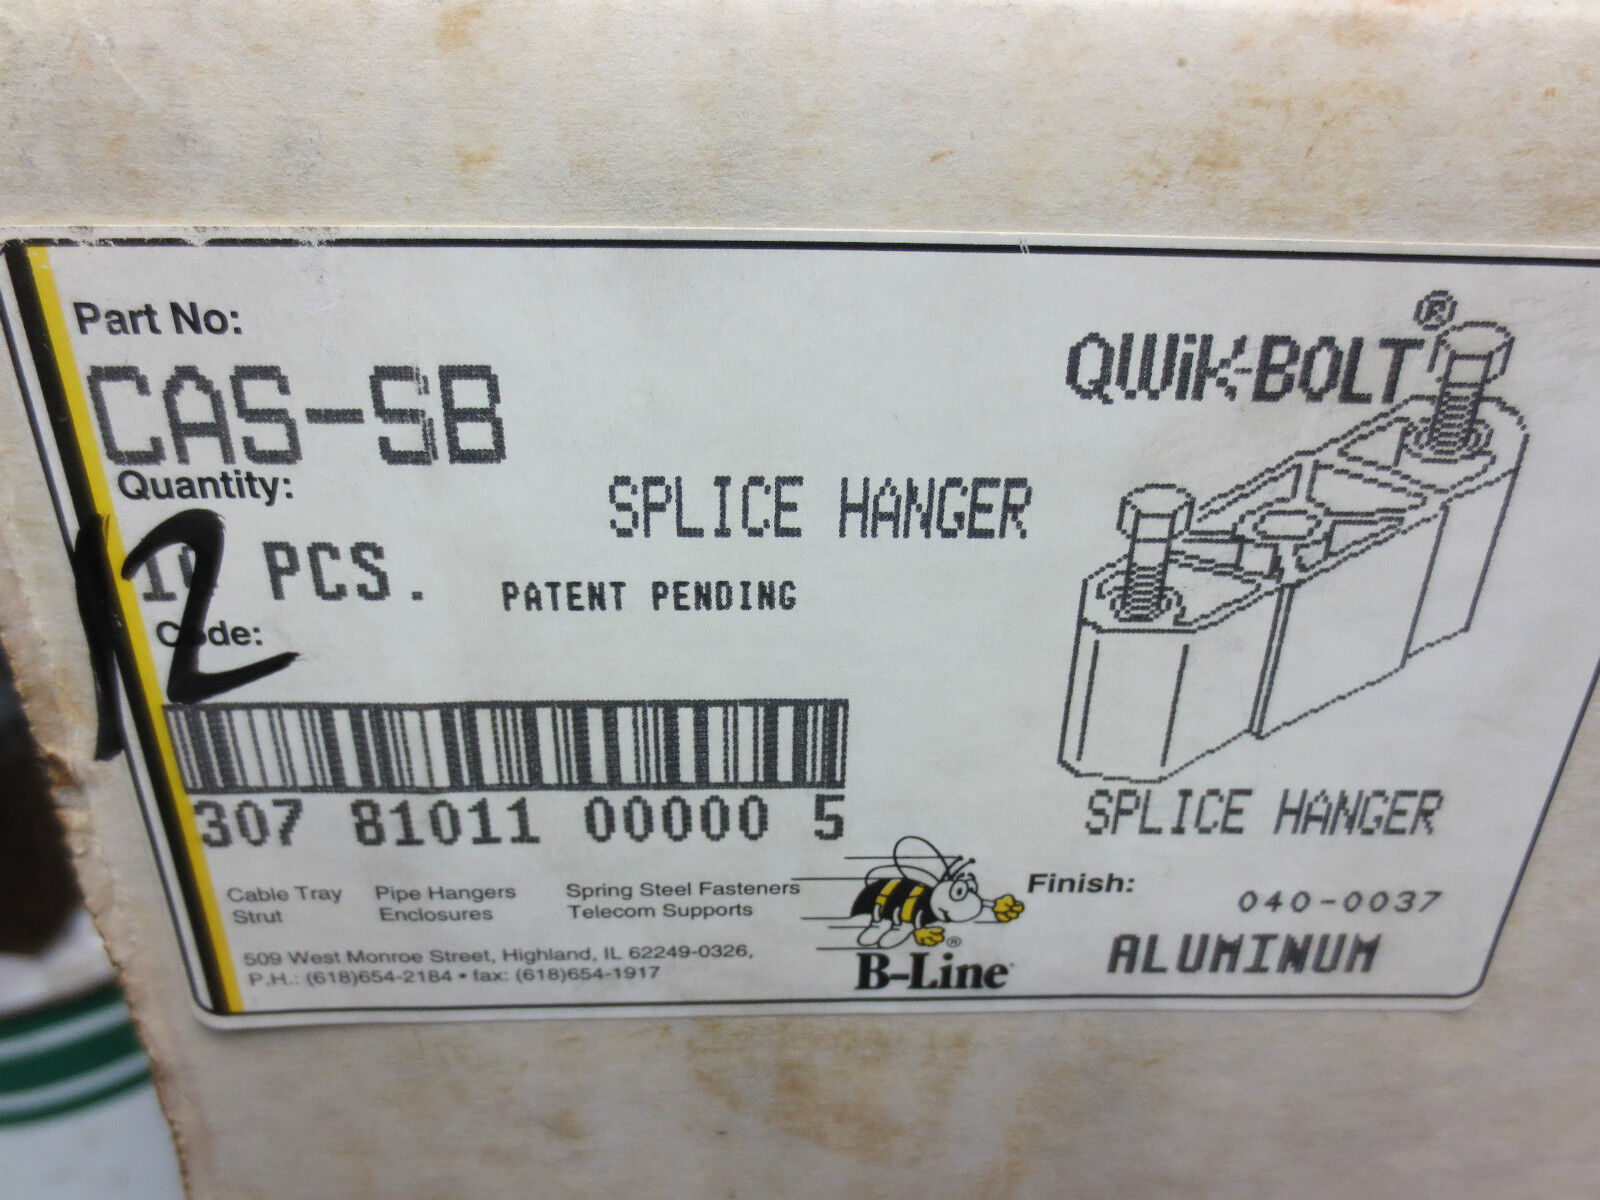 Part No:
CAS-SB
Quantity:
10 PCS.
12
Code:
SPLICE HANGER
PATENT PENDING
QWiK-BOLT®
307 81011 00000 5
SPLICE HANGER
Cable Tray Pipe Hangers Spring Steel Fasteners
Strut Enclosures Telecom Supports
509 West Monroe Street, Highland, IL 62249-0326,
P.H.: (618)654-2184 • fax: (618)654-1917
®
B-Line
Finish: 040-0037
ALUMINUM